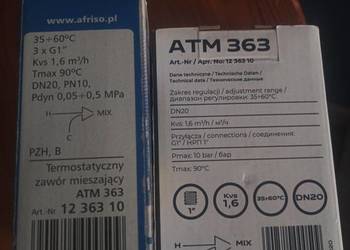 www.afriso.pl
35÷60°C
3 x G1"
Kvs 1,6 m³/h
Tmax 90°C
DN20, PN10,
Pdyn 0,05÷0,5 MPa
H
MIX
C
PZH, B
Termostatyczny
zawór mieszający
ATM 363
Art.-Nr 12 363 10
ATM 363
Art.-Nr / Арт. No: 12 363 10
Dane techniczne / Technische Daten /
Technical data / Технические данные
Zakres regulacji / adjustment range /
диапазон регулировки: 35÷60°C
DN20
Kvs: 1,6 m³/h / м³/ч
Przyłącza / connections / соединения:
G1" / НРП 1"
Pmax: 10 bar / бар
Tmax: 90°C
1"
Kvs
1,6
35÷60°C
DN20
H
MIX